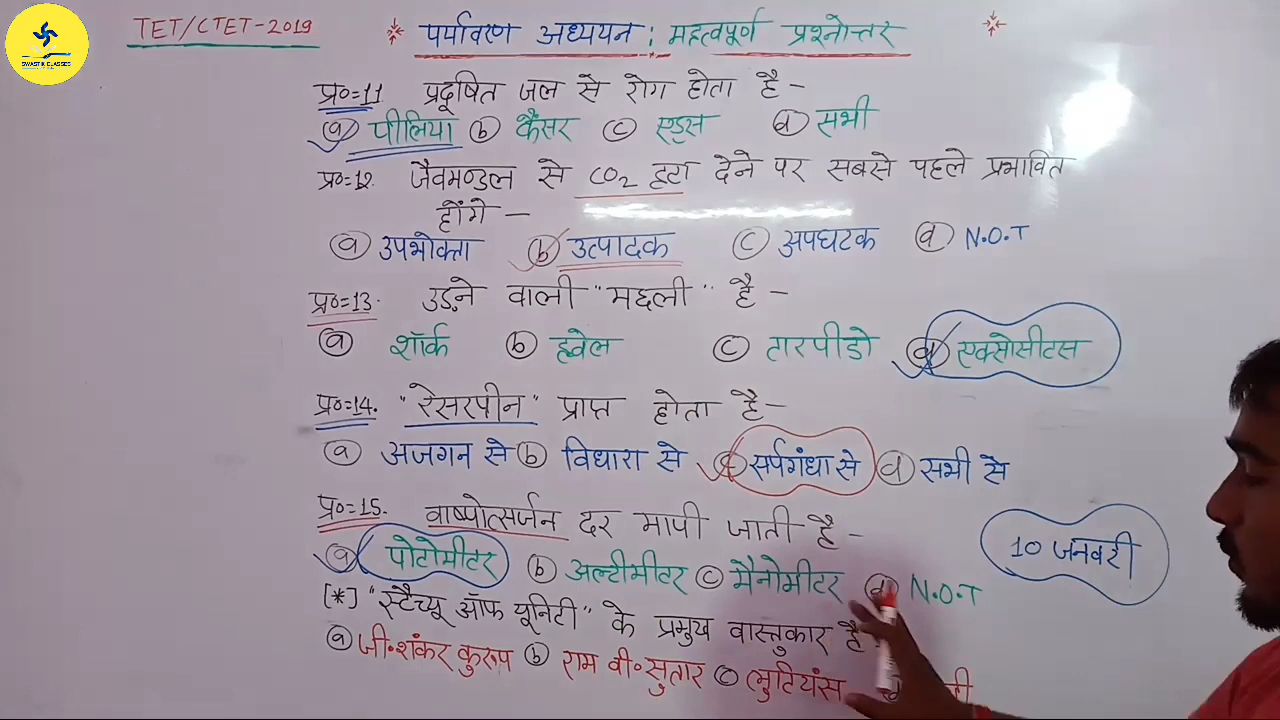 SWASTIK CLASSES
TET/CTET-2019
पर्यावरण अध्ययन : महत्वपूर्ण प्रश्नोत्तर
प्र०=11 प्रदूषित जल से रोग होता है –
(a) पीलिया (b) कैंसर (c) एड्स (d) सभी
प्र०=12. जैवमण्डल से CO2 हटा देने पर सबसे पहले प्रभावित
होंगे –
(a) उपभोक्ता (b) उत्पादक (c) अपघटक (d) N.O.T
प्र०=13. उड़ने वाली "मछली" है –
(a) शॉर्क (b) ह्वेल (c) टारपीडो (d) एक्सोसीटस
प्र०=14. "रेसरपीन" प्राप्त होता है–
(a) अजगन से (b) विधारा से (c) सर्पगंधा से (d) सभी से
प्र०=15. वाष्पोत्सर्जन दर मापी जाती है –
(a) पोटोमीटर (b) अल्टीमीटर (c) मैनोमीटर (d) N.O.T
10 जनवरी
[*] "स्टैच्यू ऑफ यूनिटी" के प्रमुख वास्तुकार है
(a) जी.शंकर कुरूप (b) राम वी.सुतार (c) भुटियंस